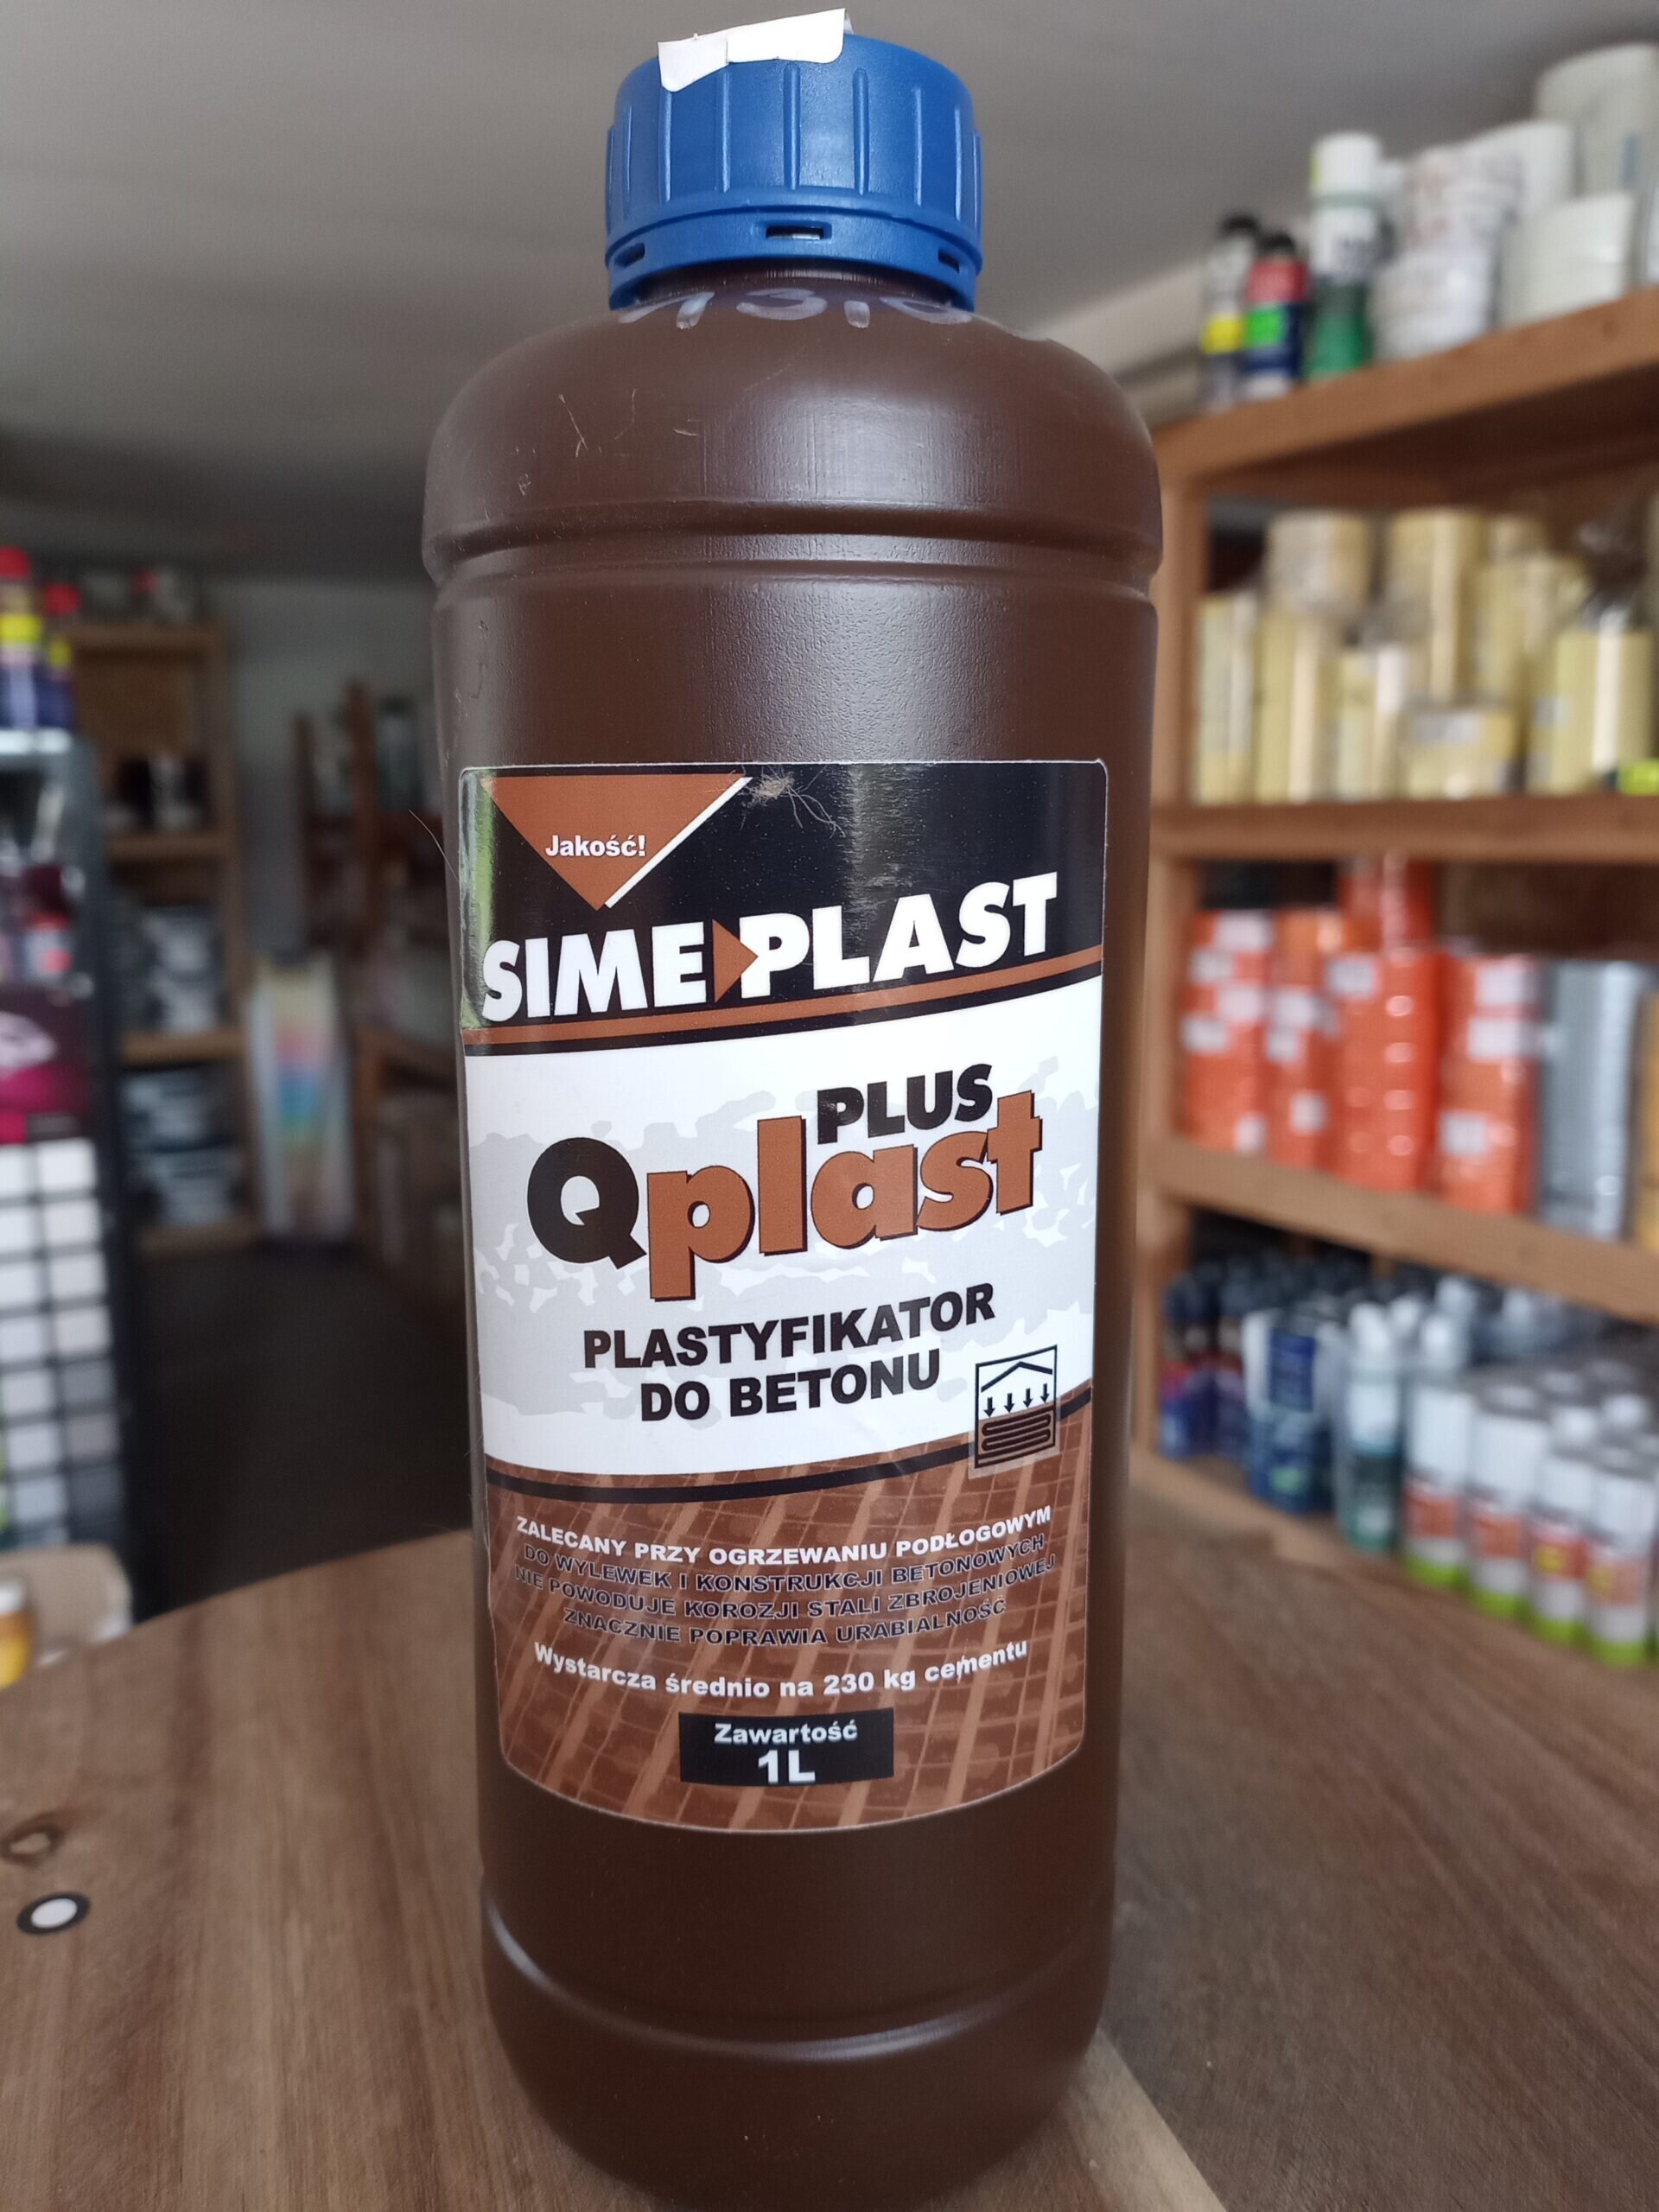 Jakość!
SIME PLAST
PLUS
Qplast
PLASTYFIKATOR
DO BETONU
ZALECANY PRZY OGRZEWANIU PODŁOGOWYM
DO WYLEWEK I KONSTRUKCJI BETONOWYCH
NIE POWODUJE KOROZJI STALI ZBROJENIOWEJ
ZNACZNIE POPRAWIA URABIALNOŚĆ
Wystarcza średnio na 230 kg cementu
Zawartość
1L